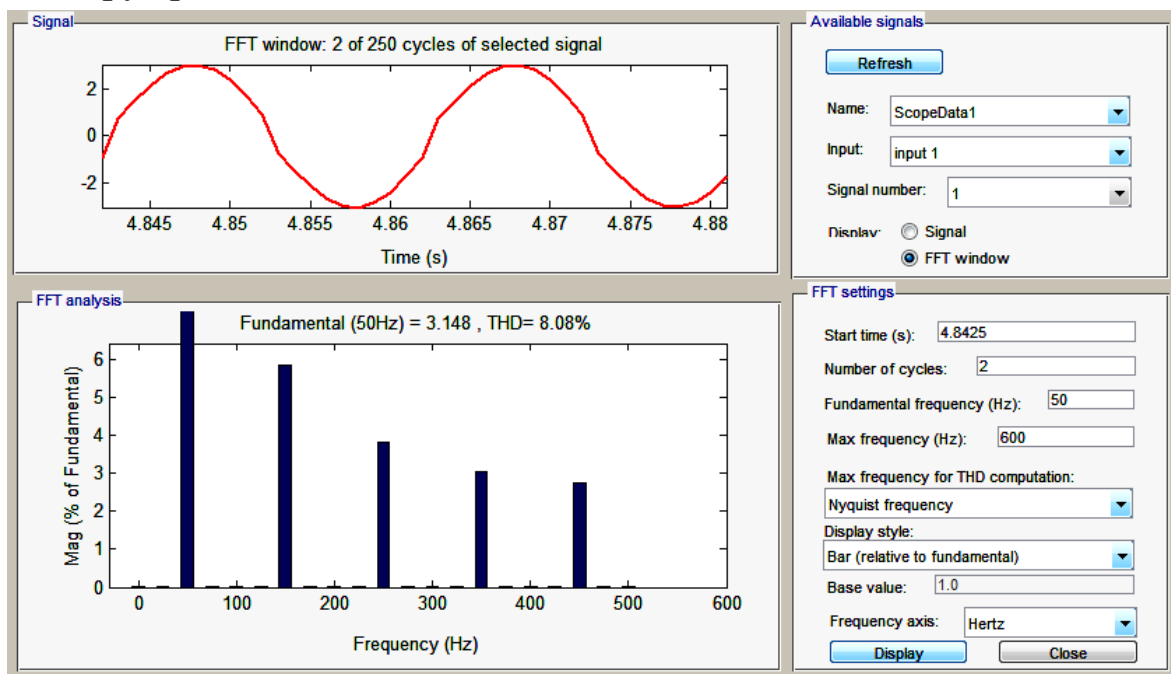 Signal
FFT window: 2 of 250 cycles of selected signal
2
0
-2
4.845 4.85 4.855 4.86 4.865 4.87 4.875 4.88
Time (s)
FFT analysis
Fundamental (50Hz) = 3.148 , THD= 8.08%
Mag (% of Fundamental)
6
5
4
3
2
1
0
0 100 200 300 400 500 600
Frequency (Hz)
Available signals
Refresh
Name: ScopeData1
Input: input 1
Signal number: 1
Display: Signal
FFT window
FFT settings
Start time (s): 4.8425
Number of cycles: 2
Fundamental frequency (Hz): 50
Max frequency (Hz): 600
Max frequency for THD computation:
Nyquist frequency
Display style:
Bar (relative to fundamental)
Base value: 1.0
Frequency axis: Hertz
Display Close